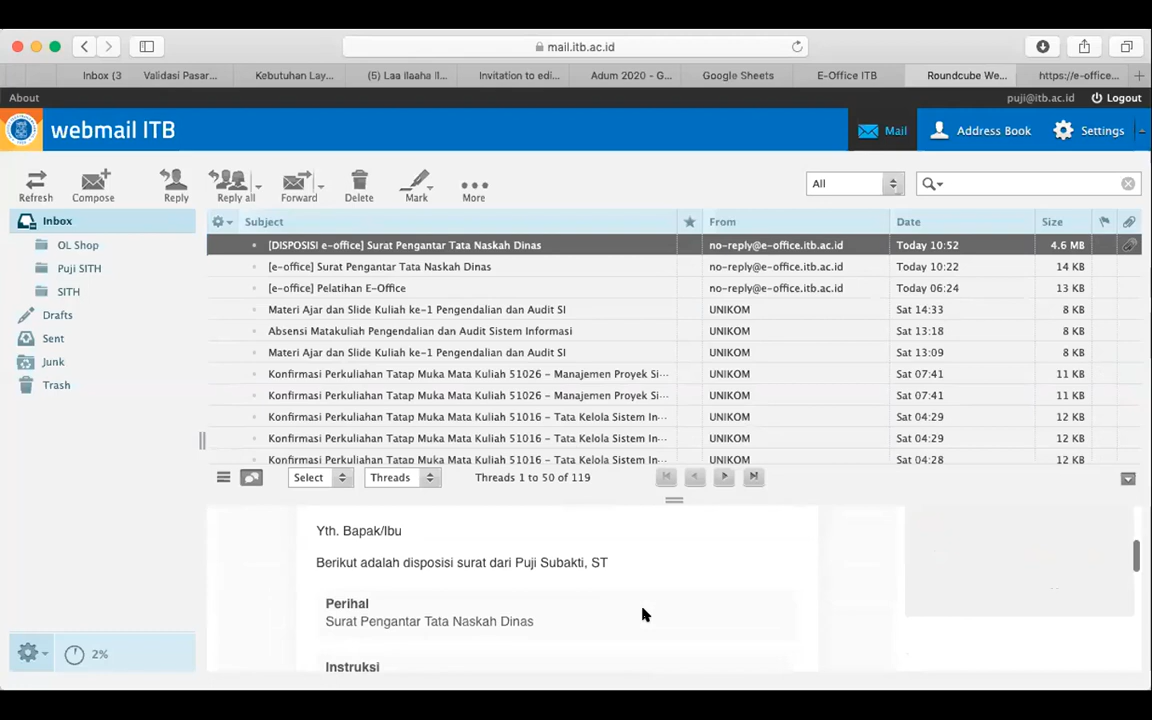 mail.itb.ac.id
Inbox (3 Validasi Pasar... Kebutuhan Lay... (5) Laa ilaaha il... Invitation to edi... Adum 2020 - G... Google Sheets E-Office ITB Roundcube We... https://e-office...
About puji@itb.ac.id Logout
webmail ITB Mail Address Book Settings
Refresh Compose Reply Reply all Forward Delete Mark More All
Inbox Subject From Date Size
[DISPOSISI e-office] Surat Pengantar Tata Naskah Dinas no-reply@e-office.itb.ac.id Today 10:52 4.6 MB
OL Shop
[e-office] Surat Pengantar Tata Naskah Dinas no-reply@e-office.itb.ac.id Today 10:22 14 KB
Puji SITH
[e-office] Pelatihan E-Office no-reply@e-office.itb.ac.id Today 06:24 13 KB
SITH
Materi Ajar dan Slide Kuliah ke-1 Pengendalian dan Audit SI UNIKOM Sat 14:33 8 KB
Drafts
Absensi Matakuliah Pengendalian dan Audit Sistem Informasi UNIKOM Sat 13:18 8 KB
Sent
Materi Ajar dan Slide Kuliah ke-1 Pengendalian dan Audit SI UNIKOM Sat 13:09 8 KB
Junk
Konfirmasi Perkuliahan Tatap Muka Mata Kuliah 51026 - Manajemen Proyek Si... UNIKOM Sat 07:41 11 KB
Trash
Konfirmasi Perkuliahan Tatap Muka Mata Kuliah 51026 - Manajemen Proyek Si... UNIKOM Sat 07:41 11 KB
Konfirmasi Perkuliahan Tatap Muka Mata Kuliah 51016 - Tata Kelola Sistem In... UNIKOM Sat 04:29 12 KB
Konfirmasi Perkuliahan Tatap Muka Mata Kuliah 51016 - Tata Kelola Sistem In... UNIKOM Sat 04:29 12 KB
Konfirmasi Perkuliahan Tatap Muka Mata Kuliah 51016 - Tata Kelola Sistem In... UNIKOM Sat 04:28 12 KB
Select Threads Threads 1 to 50 of 119
Yth. Bapak/Ibu
Berikut adalah disposisi surat dari Puji Subakti, ST
Perihal
Surat Pengantar Tata Naskah Dinas
Instruksi
2%